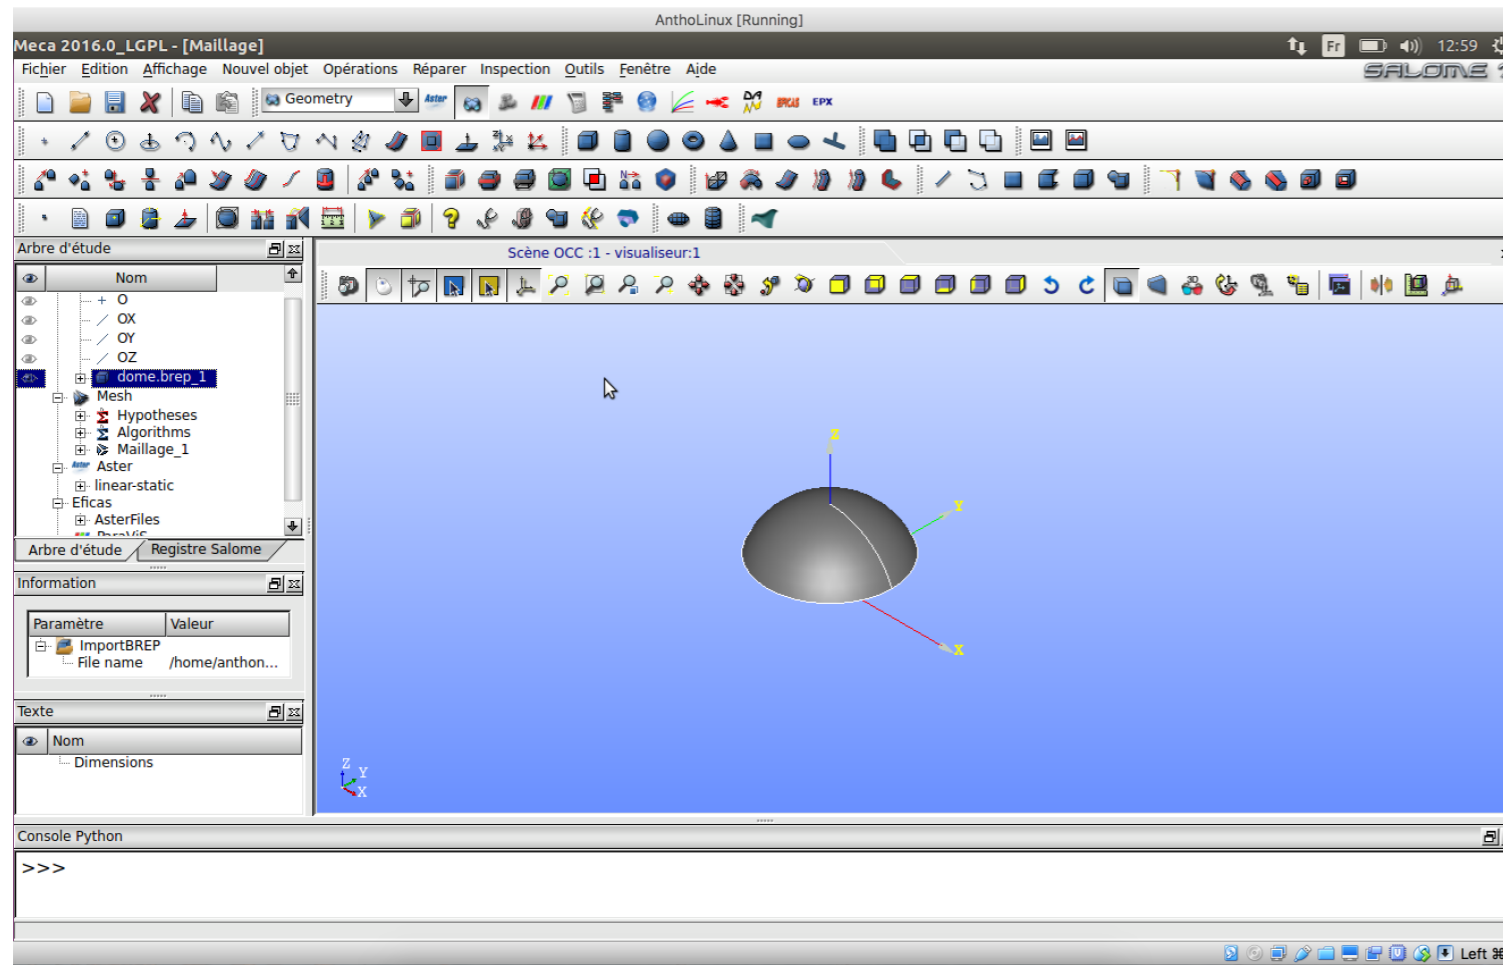 AnthoLinux [Running]
Meca 2016.0_LGPL - [Maillage]
Fr 12:59
Fichier Edition Affichage Nouvel objet Opérations Réparer Inspection Outils Fenêtre Aide
SALOME
Geometry
Aster
EFICAS EPX
Arbre d'étude
Scène OCC :1 - visualiseur:1
Nom
O
OX
OY
OZ
dome.brep_1
Mesh
Hypotheses
Algorithms
Maillage_1
Aster
linear-static
Eficas
AsterFiles
ParaViS
Arbre d'étude Registre Salome
Information
Paramètre Valeur
ImportBREP
File name /home/anthon...
Texte
Nom
Dimensions
Z
Y
X
Z
Y
X
Console Python
>>>
Left ⌘